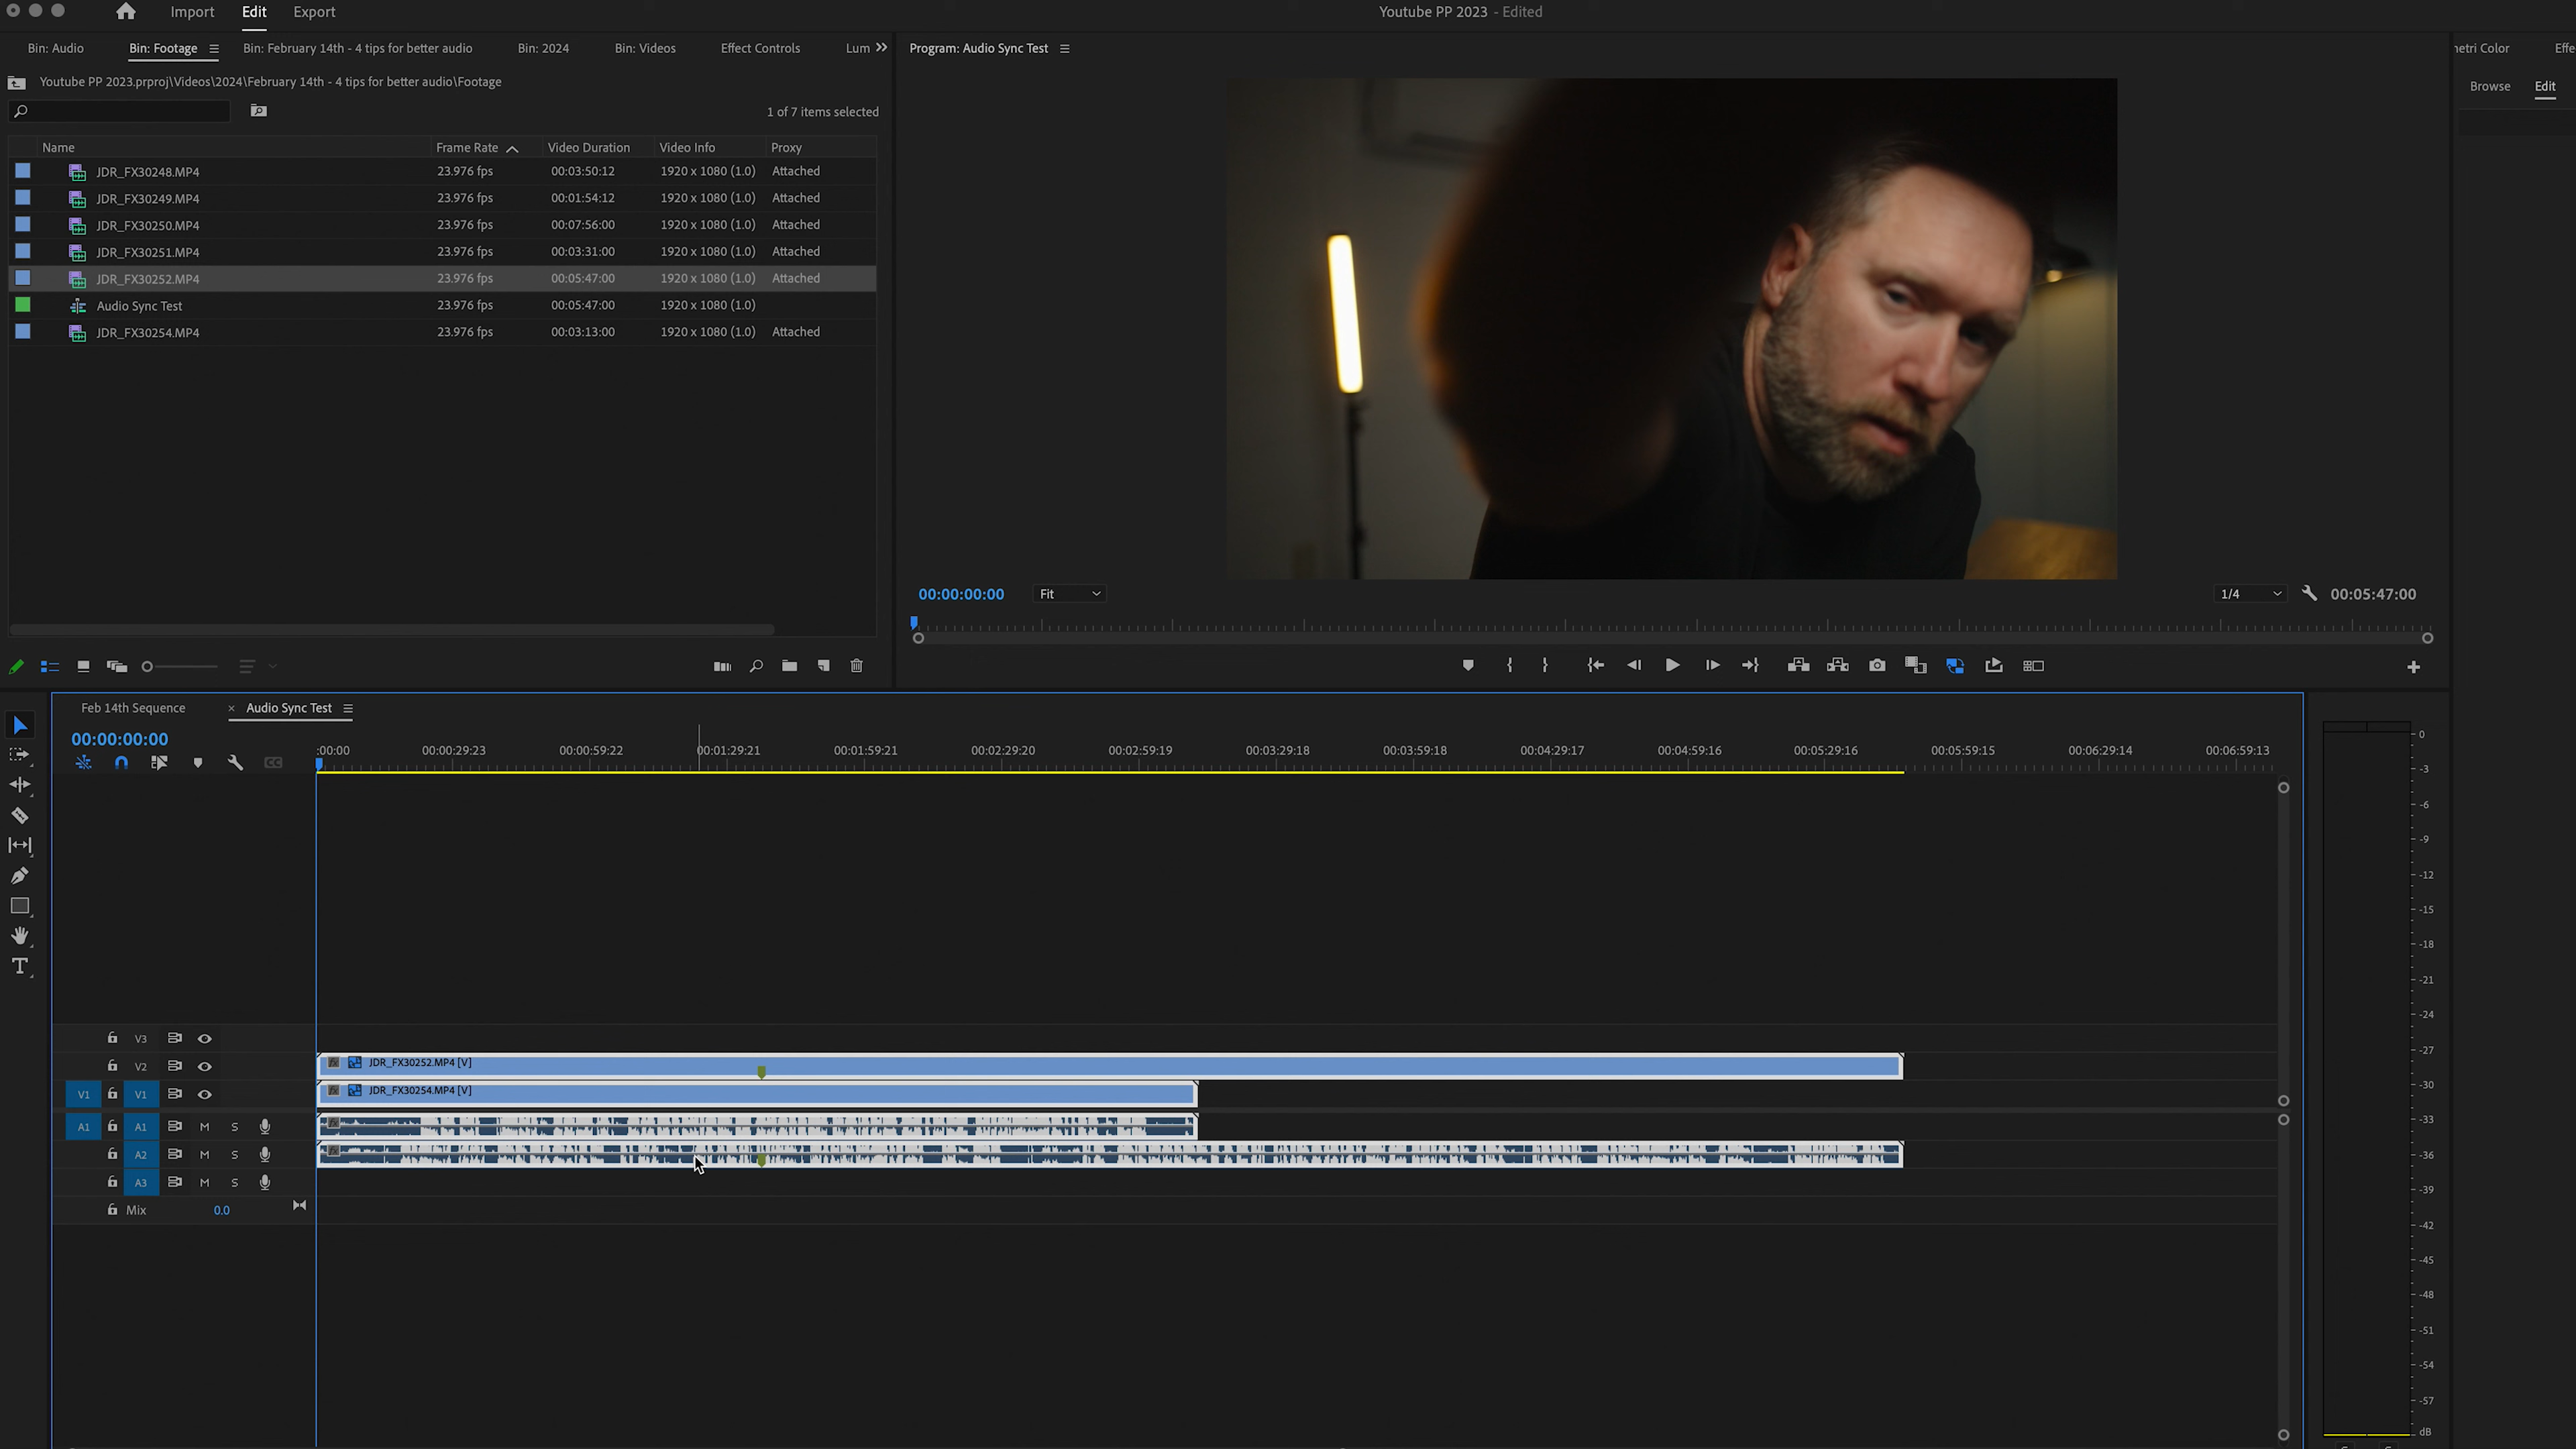 Import Edit Export
Youtube PP 2023 - Edited
Bin: Audio Bin: Footage Bin: February 14th - 4 tips for better audio Bin: 2024 Bin: Videos Effect Controls Lum
Program: Audio Sync Test
netri Color Effe
Youtube PP 2023.prproj\Videos\2024\February 14th - 4 tips for better audio\Footage
Browse Edit
1 of 7 items selected
Name Frame Rate Video Duration Video Info Proxy
JDR_FX30248.MP4 23.976 fps 00:03:50:12 1920 x 1080 (1.0) Attached
JDR_FX30249.MP4 23.976 fps 00:01:54:12 1920 x 1080 (1.0) Attached
JDR_FX30250.MP4 23.976 fps 00:07:56:00 1920 x 1080 (1.0) Attached
JDR_FX30251.MP4 23.976 fps 00:03:31:00 1920 x 1080 (1.0) Attached
JDR_FX30252.MP4 23.976 fps 00:05:47:00 1920 x 1080 (1.0) Attached
Audio Sync Test 23.976 fps 00:05:47:00 1920 x 1080 (1.0)
JDR_FX30254.MP4 23.976 fps 00:03:13:00 1920 x 1080 (1.0) Attached
00:00:00:00 Fit 1/4 00:05:47:00
Feb 14th Sequence × Audio Sync Test
00:00:00:00
:00:00 00:00:29:23 00:00:59:22 00:01:29:21 00:01:59:21 00:02:29:20 00:02:59:19 00:03:29:18 00:03:59:18 00:04:29:17 00:04:59:16 00:05:29:16 00:05:59:15 00:06:29:14 00:06:59:13
CC
T
V3
V2 fx JDR_FX30252.MP4 [V]
V1 V1 fx JDR_FX30254.MP4 [V]
A1 A1 M S fx
A2 M S fx
A3 M S
Mix 0.0
0
-3
-6
-9
-12
-15
-18
-21
-24
-27
-30
-33
-36
-39
-42
-45
-48
-51
-54
-57
dB